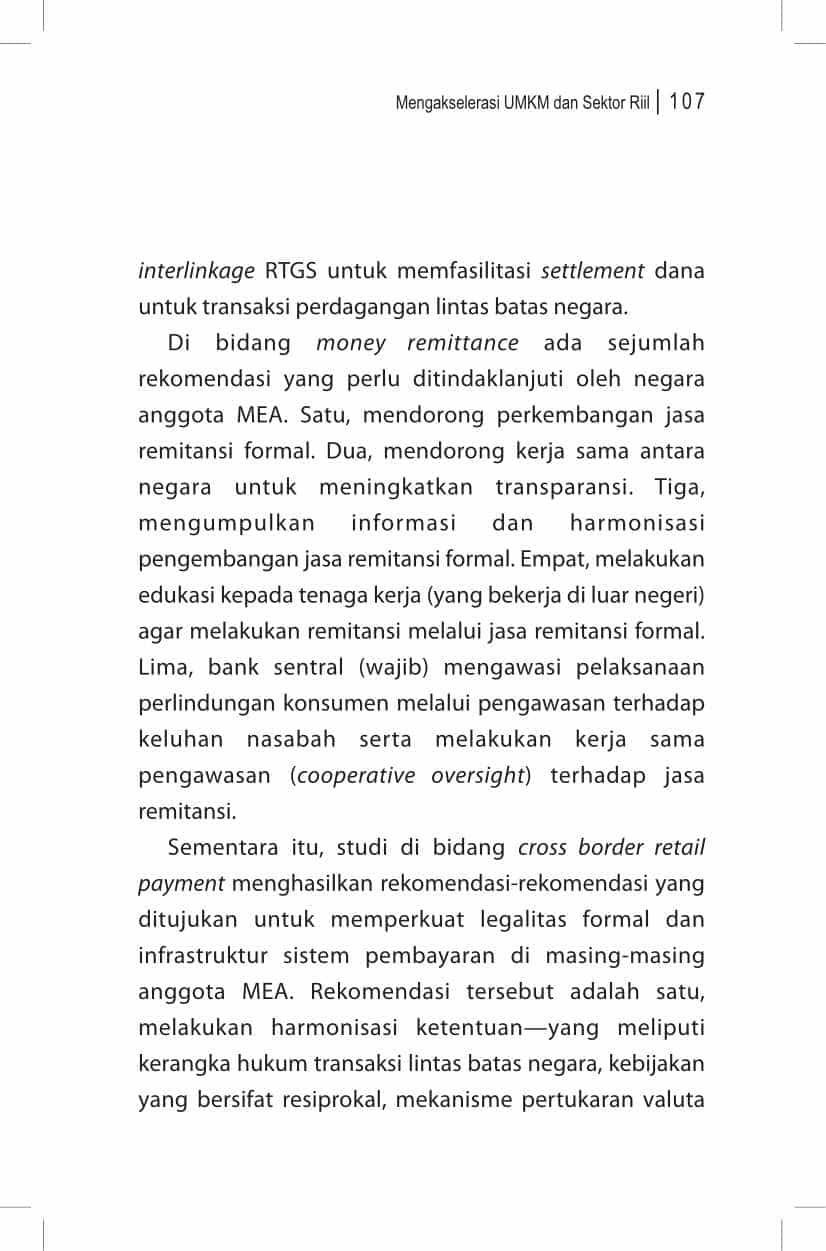 Mengakselerasi UMKM dan Sektor Riil | 107
interlinkage RTGS untuk memfasilitasi settlement dana
untuk transaksi perdagangan lintas batas negara.
Di bidang money remittance ada sejumlah
rekomendasi yang perlu ditindaklanjuti oleh negara
anggota MEA. Satu, mendorong perkembangan jasa
remitansi formal. Dua, mendorong kerja sama antara
negara untuk meningkatkan transparansi. Tiga,
mengumpulkan informasi dan harmonisasi
pengembangan jasa remitansi formal. Empat, melakukan
edukasi kepada tenaga kerja (yang bekerja di luar negeri)
agar melakukan remitansi melalui jasa remitansi formal.
Lima, bank sentral (wajib) mengawasi pelaksanaan
perlindungan konsumen melalui pengawasan terhadap
keluhan nasabah serta melakukan kerja sama
pengawasan (cooperative oversight) terhadap jasa
remitansi.
Sementara itu, studi di bidang cross border retail
payment menghasilkan rekomendasi-rekomendasi yang
ditujukan untuk memperkuat legalitas formal dan
infrastruktur sistem pembayaran di masing-masing
anggota MEA. Rekomendasi tersebut adalah satu,
melakukan harmonisasi ketentuan—yang meliputi
kerangka hukum transaksi lintas batas negara, kebijakan
yang bersifat resiprokal, mekanisme pertukaran valuta